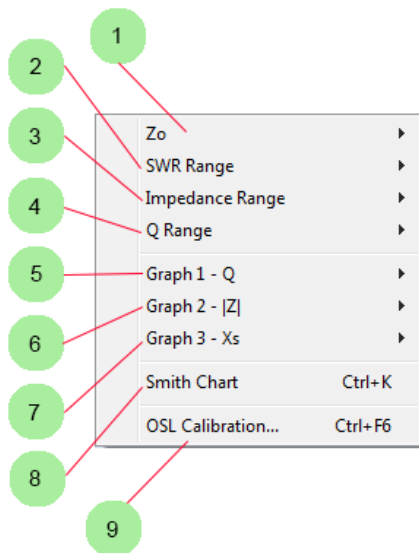 1
2
3
4
5
6
7
8
9
Zo
SWR Range
Impedance Range
Q Range
Graph 1 - Q
Graph 2 - |Z|
Graph 3 - Xs
Smith Chart Ctrl+K
OSL Calibration... Ctrl+F6